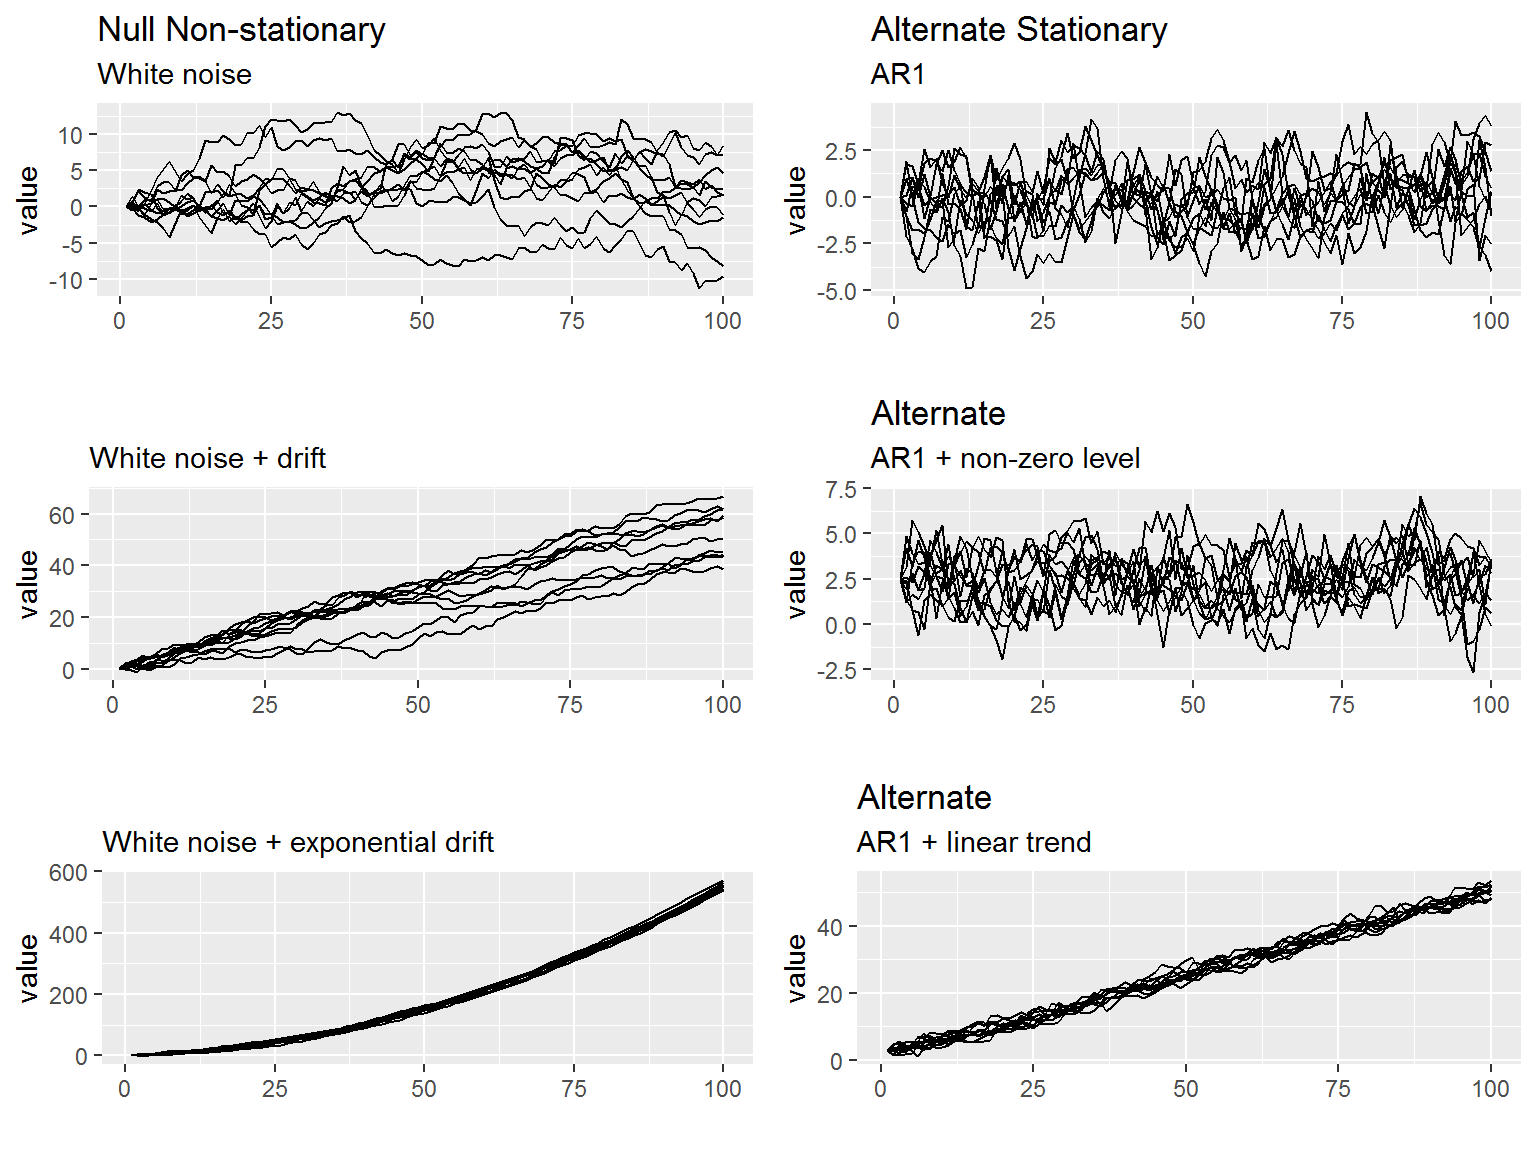 Null Non-stationary
White noise
value
10
5
0
-5
-10
0 25 50 75 100
Alternate Stationary
AR1
value
2.5
0.0
-2.5
-5.0
0 25 50 75 100
White noise + drift
value
60
40
20
0
0 25 50 75 100
Alternate
AR1 + non-zero level
value
7.5
5.0
2.5
0.0
-2.5
0 25 50 75 100
White noise + exponential drift
value
600
400
200
0
0 25 50 75 100
Alternate
AR1 + linear trend
value
40
20
0
0 25 50 75 100